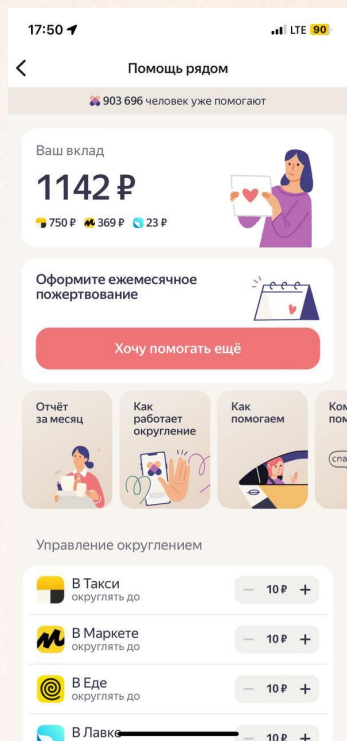 17:50
LTE 90
Помощь рядом
903 696 человек уже помогают
Ваш вклад
1142 ₽
750 ₽ 369 ₽ 23 ₽
Оформите ежемесячное
пожертвование
Хочу помогать ещё
Отчёт
за месяц
Как
работает
округление
Как
помогаем
Управление округлением
В Такси
округлять до
— 10 ₽ +
В Маркете
округлять до
— 10 ₽ +
В Еде
округлять до
— 10 ₽ +
В Лавке
— 10 ₽ +